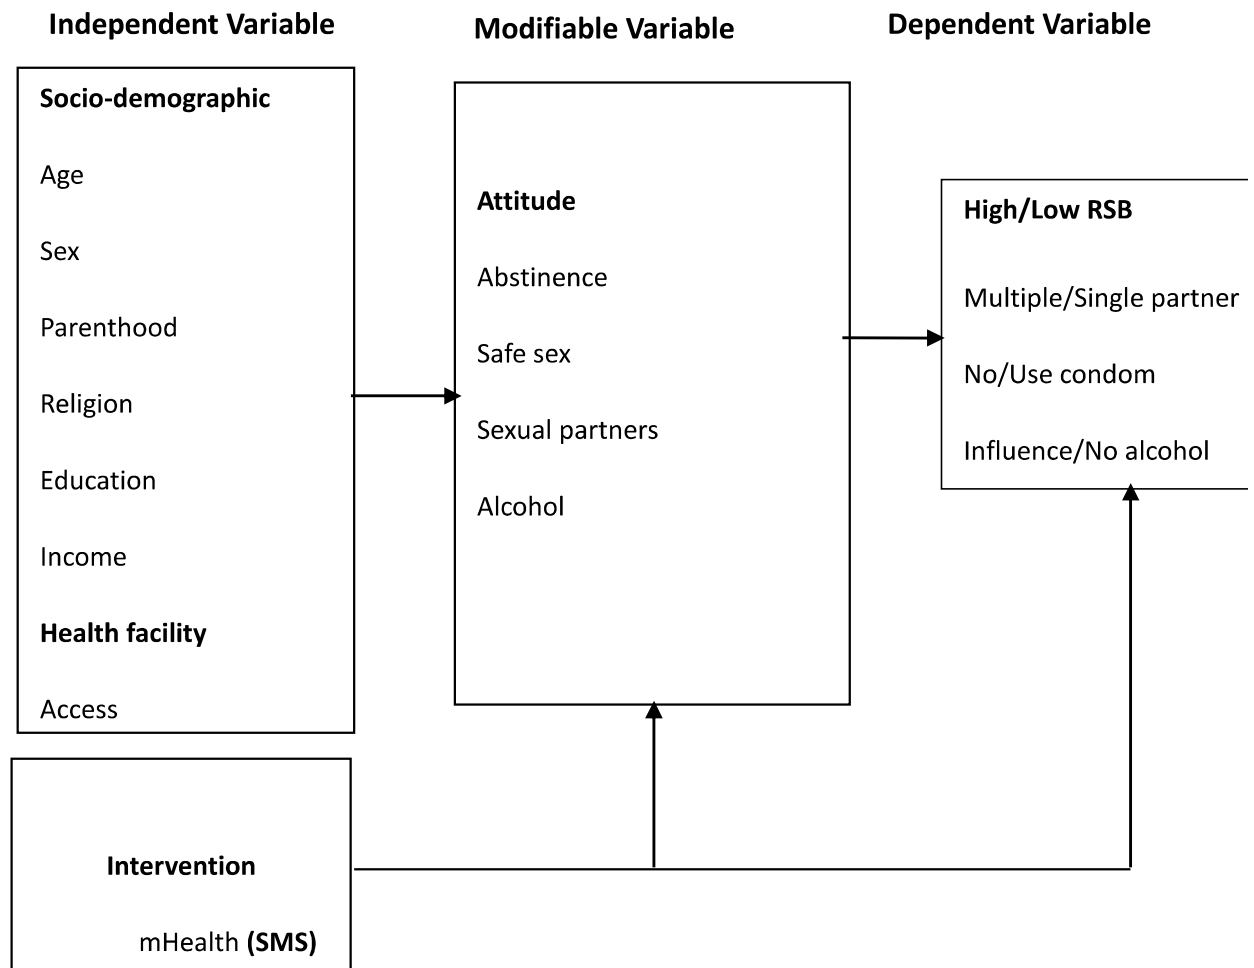 Independent Variable
Modifiable Variable
Dependent Variable
Socio-demographic
Age
Sex
Parenthood
Religion
Education
Income
Health facility
Access
Attitude
Abstinence
Safe sex
Sexual partners
Alcohol
High/Low RSB
Multiple/Single partner
No/Use condom
Influence/No alcohol
Intervention
mHealth (SMS)